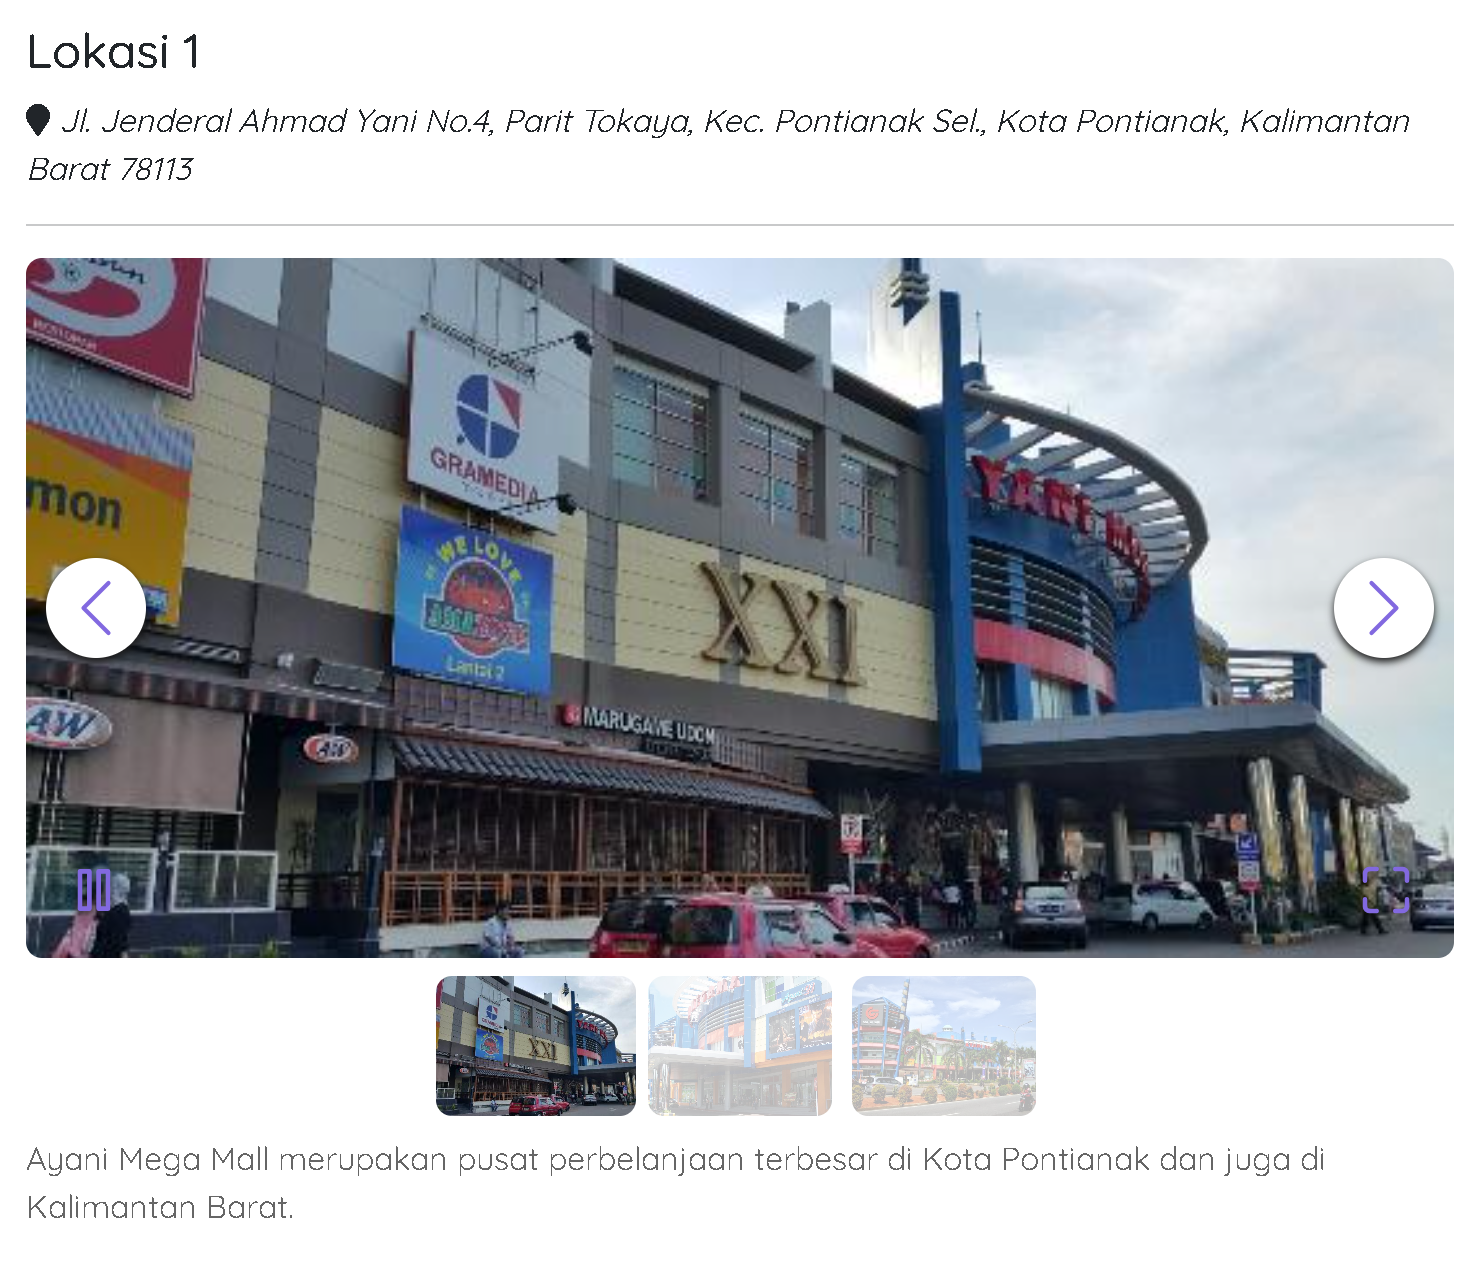 Lokasi 1
Jl. Jenderal Ahmad Yani No.4, Parit Tokaya, Kec. Pontianak Sel., Kota Pontianak, Kalimantan
Barat 78113
GRAMEDIA
mon
WE LOVE
Lantai 2
XXI
YANI
MARUGAME UDON
A&W
A&W
Ayani Mega Mall merupakan pusat perbelanjaan terbesar di Kota Pontianak dan juga di
Kalimantan Barat.